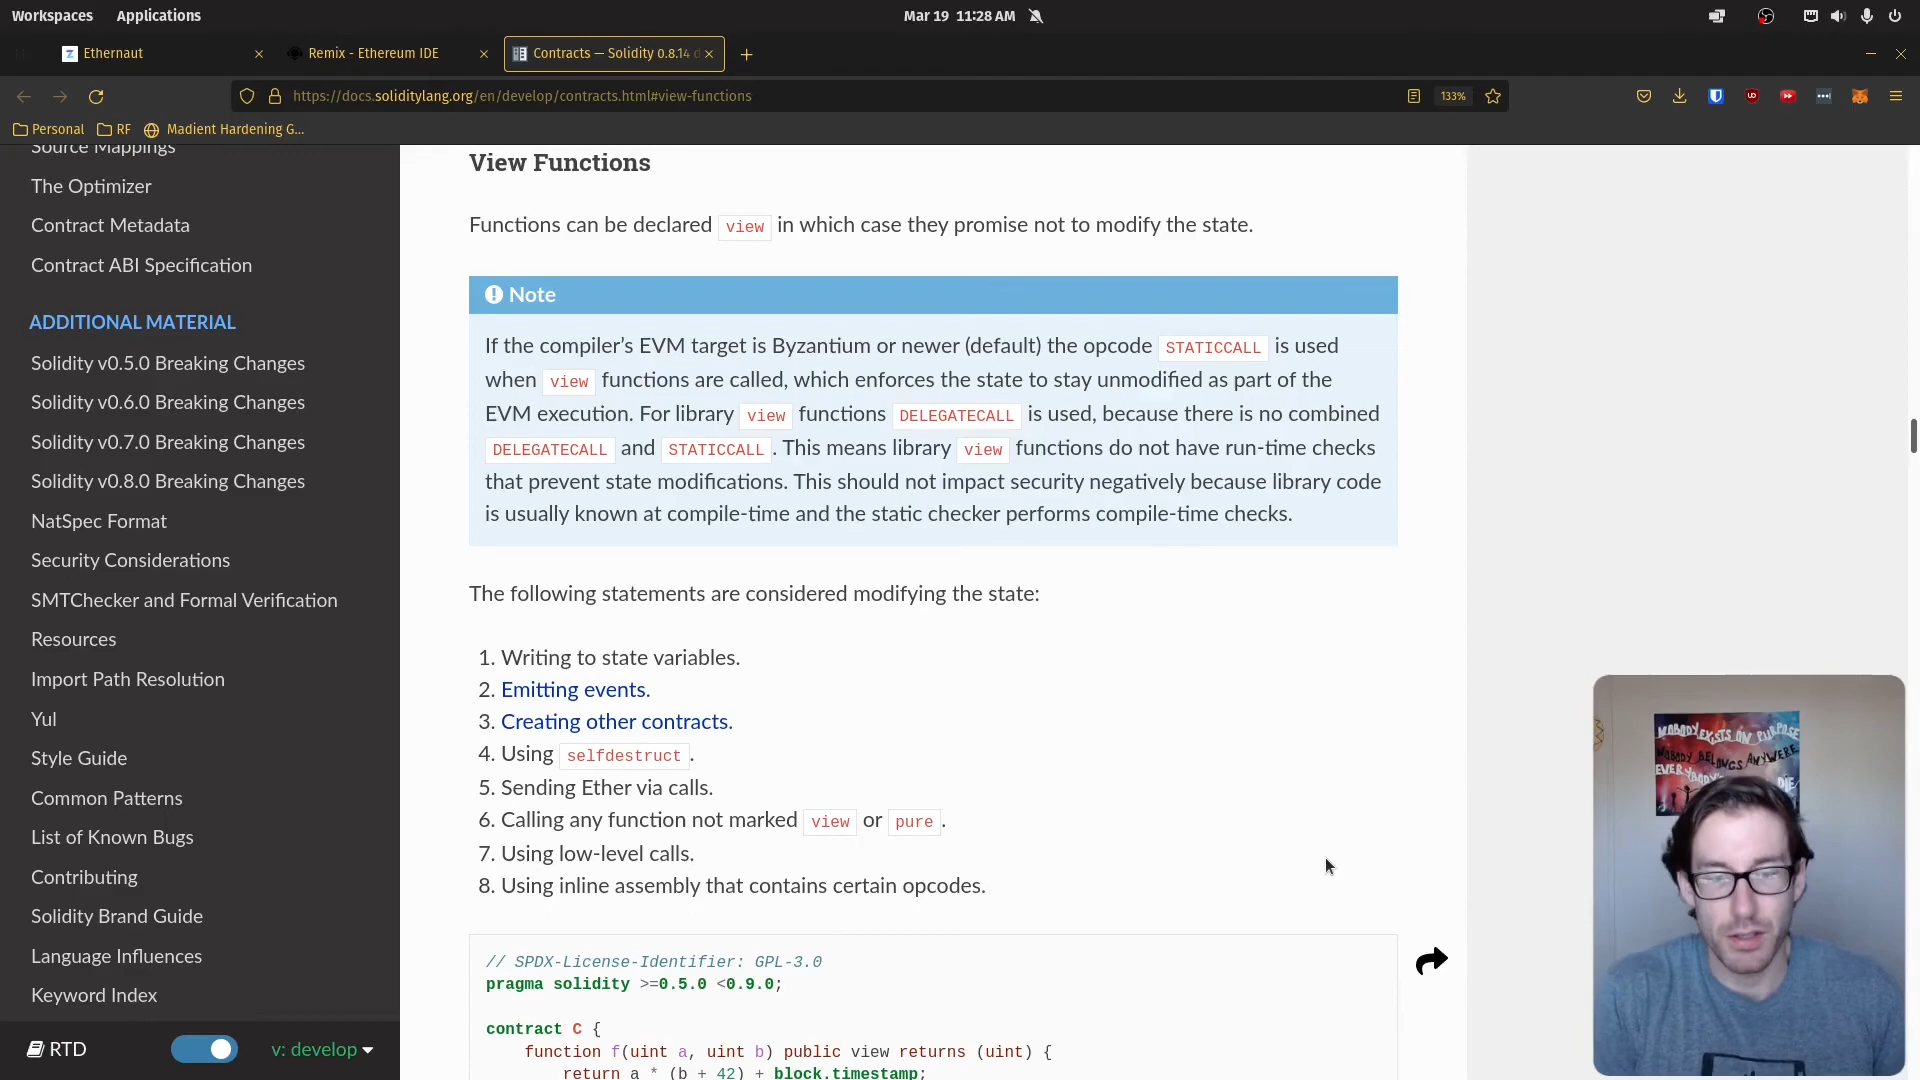 Workspaces Applications Mar 19 11:28 AM
Ethernaut Remix - Ethereum IDE Contracts — Solidity 0.8.14 d
https://docs.soliditylang.org/en/develop/contracts.html#view-functions 133%
Personal RF Madient Hardening G...
Source Mappings
The Optimizer
Contract Metadata
Contract ABI Specification
ADDITIONAL MATERIAL
Solidity v0.5.0 Breaking Changes
Solidity v0.6.0 Breaking Changes
Solidity v0.7.0 Breaking Changes
Solidity v0.8.0 Breaking Changes
NatSpec Format
Security Considerations
SMTChecker and Formal Verification
Resources
Import Path Resolution
Yul
Style Guide
Common Patterns
List of Known Bugs
Contributing
Solidity Brand Guide
Language Influences
Keyword Index
RTD v: develop
View Functions
Functions can be declared view in which case they promise not to modify the state.
Note
If the compiler’s EVM target is Byzantium or newer (default) the opcode STATICCALL is used
when view functions are called, which enforces the state to stay unmodified as part of the
EVM execution. For library view functions DELEGATECALL is used, because there is no combined
DELEGATECALL and STATICCALL. This means library view functions do not have run-time checks
that prevent state modifications. This should not impact security negatively because library code
is usually known at compile-time and the static checker performs compile-time checks.
The following statements are considered modifying the state:
1. Writing to state variables.
2. Emitting events.
3. Creating other contracts.
4. Using selfdestruct.
5. Sending Ether via calls.
6. Calling any function not marked view or pure.
7. Using low-level calls.
8. Using inline assembly that contains certain opcodes.
// SPDX-License-Identifier: GPL-3.0
pragma solidity >=0.5.0 <0.9.0;
contract C {
function f(uint a, uint b) public view returns (uint) {
return a * (b + 42) + block.timestamp;
NOBODY EXISTS ON PURPOSE
NOBODY BELONGS ANYWHERE
DIE